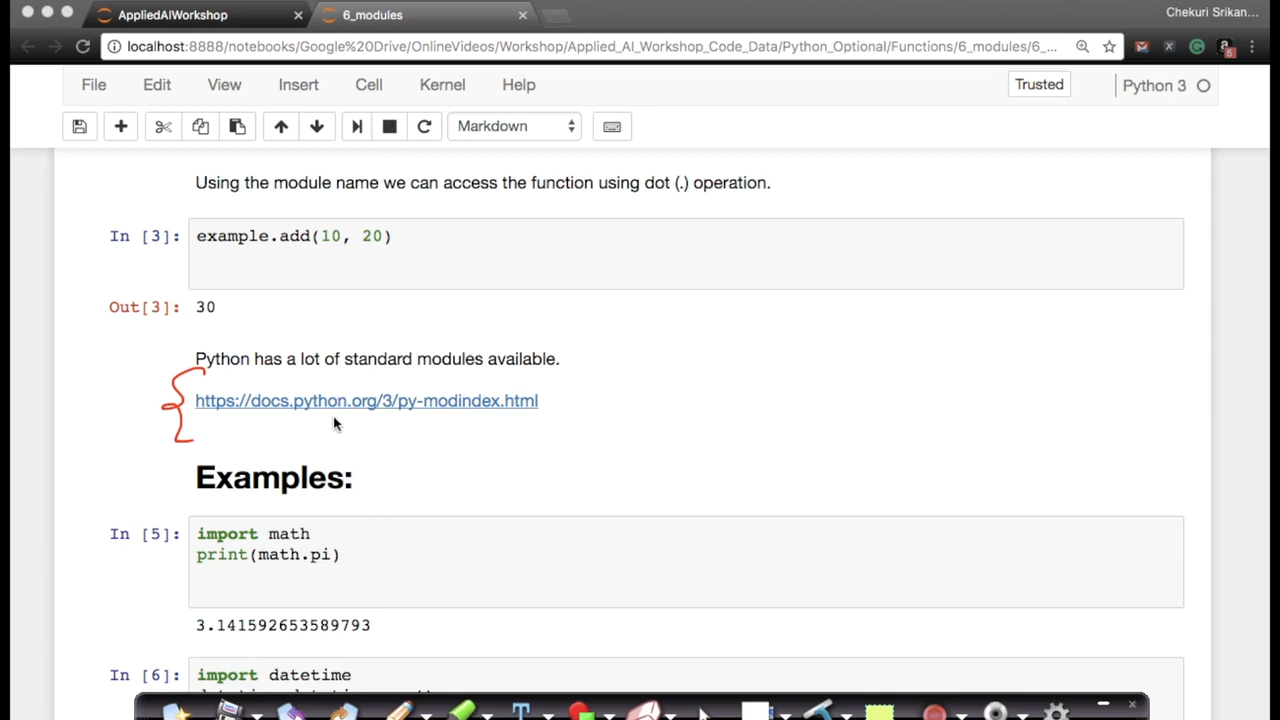 AppliedAIWorkshop
6_modules
Chekuri Srikan...
localhost:8888/notebooks/Google%20Drive/OnlineVideos/Workshop/Applied_AI_Workshop_Code_Data/Python_Optional/Functions/6_modules/6_...
File Edit View Insert Cell Kernel Help Trusted Python 3
Markdown
Using the module name we can access the function using dot (.) operation.
In [3]: example.add(10, 20)
Out[3]: 30
Python has a lot of standard modules available.
https://docs.python.org/3/py-modindex.html
Examples:
In [5]: import math
print(math.pi)
3.141592653589793
In [6]: import datetime